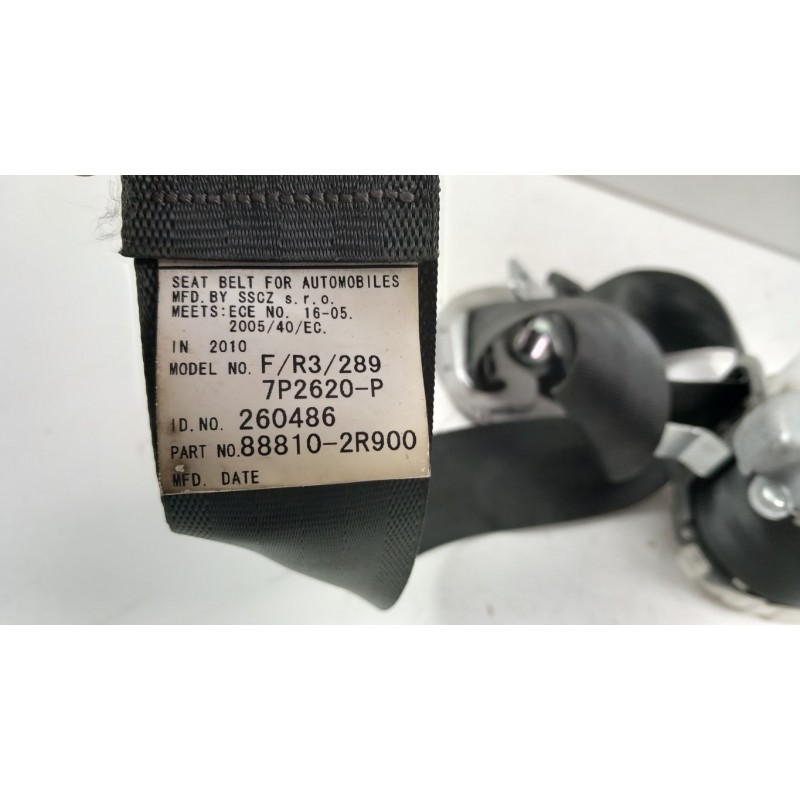 SEAT BELT FOR AUTOMOBILES
MFD. BY SSCZ s.r.o.
MEETS:ECE NO. 16-05.
2005/40/EC.
IN 2010
MODEL NO. F/R3/289
7P2620-P
ID.NO. 260486
PART NO.88810-2R900
MFD. DATE